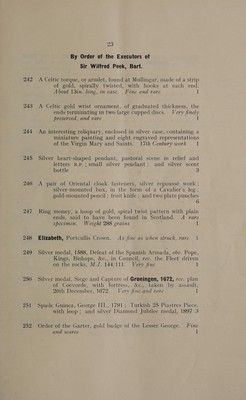 23
By Order of the Executors of
Sir Wilfred Peek, Bart.
242 A Celtic torque, or armlet, found at Mullingar, made of a strip
of gold, spirally twisted, with hooks at each end.
About 13in. long, in case. Fine and rare 1
243 A Celtic gold wrist ornament, of graduated thickness, the
ends terminating in two large cupped discs. Very finely
preserved, and rare 1
244 An interesting reliquary, enclosed in silver case, containing a
miniature painting and eight engraved representations
of the Virgin Mary and Saints. 17th Century work 1
245 Silver heart-shaped pendant, pastoral scene in relief and
letters B.P.; small silver pendant; and silver scent
bottle 3
246 A pair of Oriental cloak fasteners, silver repoussé work;
silver-mounted box, in the form of a Cavalier's leg;
gold-mounted pencil; fruit knife; and two plate punches
6
247 Ring money, a hoop of gold, spiral twist pattern with plain
ends, said to have been found in Scotland. A rare
specimen. Weight 288 grains 1
248 Elizabeth, Portcullis Crown. As fine as when struck, rare 1
249 Silver medal, 1588, Defeat of the Spanish Armada, obv. Pope,
Kings, Bishops, &c., in Council, rev. the Fleet driven
on the rocks, M.I. 144/111. Very fine 1
250 Silver medal, Siege and Capture of Groningen, 1672, rev. plan
of Coevorde, with fortress, &c., taken by assault,
20th December, 1672. Very fine and rare 1
251 Spade Guinea, George III., 1791; Turkish 25 Piastres Piece,
with loop; and silver Diamond Jubilee medal, 1897 3
252 Order of the Garter, gold badge of the Lesser George. Fine
and scarce 1